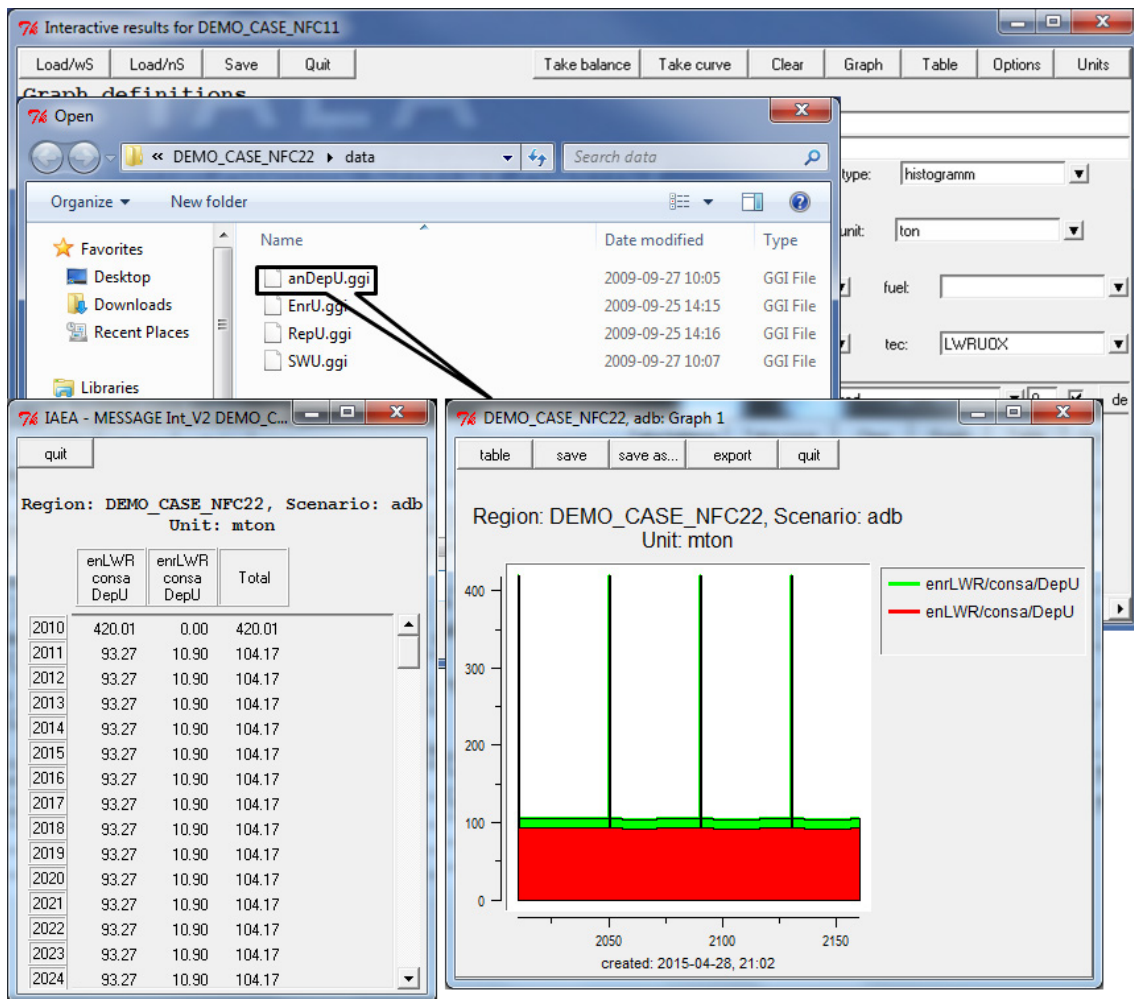 Interactive results for DEMO_CASE_NFC11
Load/wS Load/nS Save Quit Take balance Take curve Clear Graph Table Options Units
Graph definitions
Open
« DEMO_CASE_NFC22 data Search data
type: histogramm
Organize New folder
unit: ton
Name Date modified Type
Favorites
Desktop
Downloads
Recent Places
Libraries
anDepU.ggi 2009-09-27 10:05 GGI File
EnrU.ggi 2009-09-25 14:15 GGI File
RepU.ggi 2009-09-25 14:16 GGI File
SWU.ggi 2009-09-27 10:07 GGI File
fuel:
tec: LWRUOX
de
IAEA - MESSAGE Int_V2 DEMO_C...
quit
Region: DEMO_CASE_NFC22, Scenario: adb
Unit: mton
enLWR consa DepU enrLWR consa DepU Total
2010 420.01 0.00 420.01
2011 93.27 10.90 104.17
2012 93.27 10.90 104.17
2013 93.27 10.90 104.17
2014 93.27 10.90 104.17
2015 93.27 10.90 104.17
2016 93.27 10.90 104.17
2017 93.27 10.90 104.17
2018 93.27 10.90 104.17
2019 93.27 10.90 104.17
2020 93.27 10.90 104.17
2021 93.27 10.90 104.17
2022 93.27 10.90 104.17
2023 93.27 10.90 104.17
2024 93.27 10.90 104.17
DEMO_CASE_NFC22, adb: Graph 1
table save save as... export quit
Region: DEMO_CASE_NFC22, Scenario: adb
Unit: mton
enrLWR/consa/DepU
enLWR/consa/DepU
400
300
200
100
0
2050 2100 2150
created: 2015-04-28, 21:02